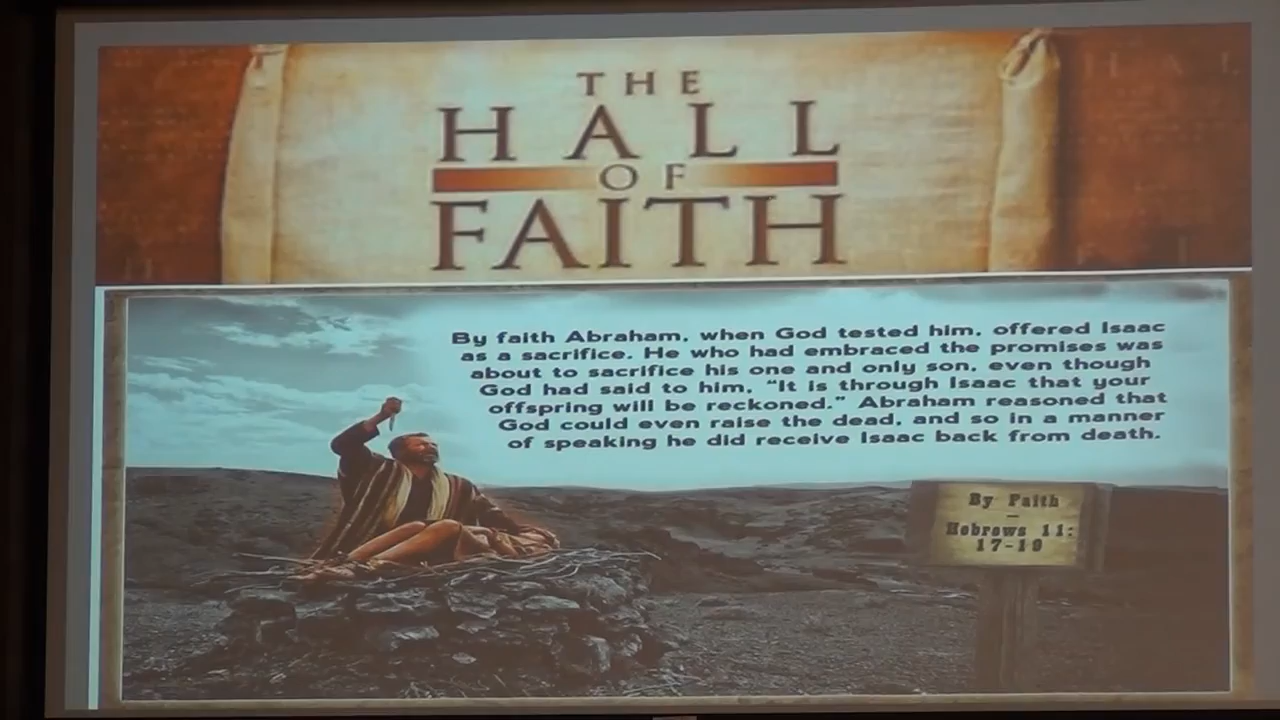 THE
HALL
OF
FAITH
By faith Abraham, when God tested him, offered Isaac
as a sacrifice. He who had embraced the promises was
about to sacrifice his one and only son, even though
God had said to him, “It is through Isaac that your
offspring will be reckoned.” Abraham reasoned that
God could even raise the dead, and so in a manner
of speaking he did receive Isaac back from death.
By Faith
–
Hebrews 11:
17-19